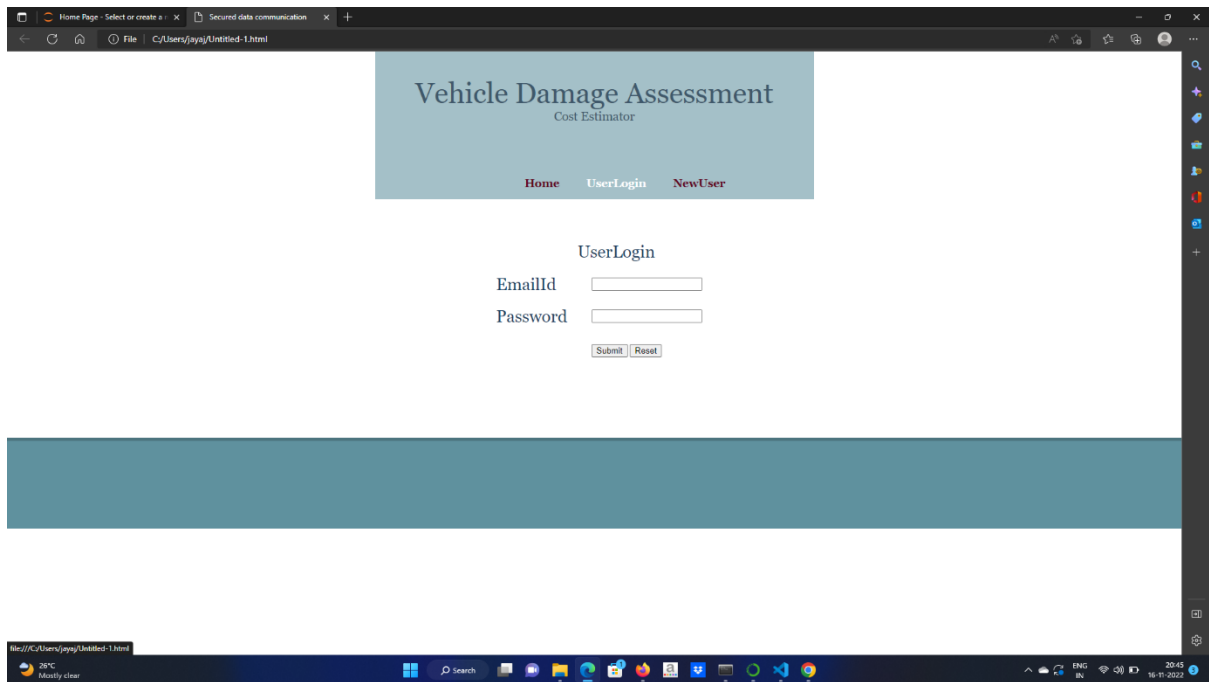 Home Page - Select or create a n
Secured data communication
File
C:/Users/jayaj/Untitled-1.html
Vehicle Damage Assessment
Cost Estimator
Home UserLogin NewUser
UserLogin
EmailId
Password
Submit Reset
file:///C:/Users/jayaj/Untitled-1.html
26°C
Mostly clear
Search
ENG
IN
20:45
16-11-2022